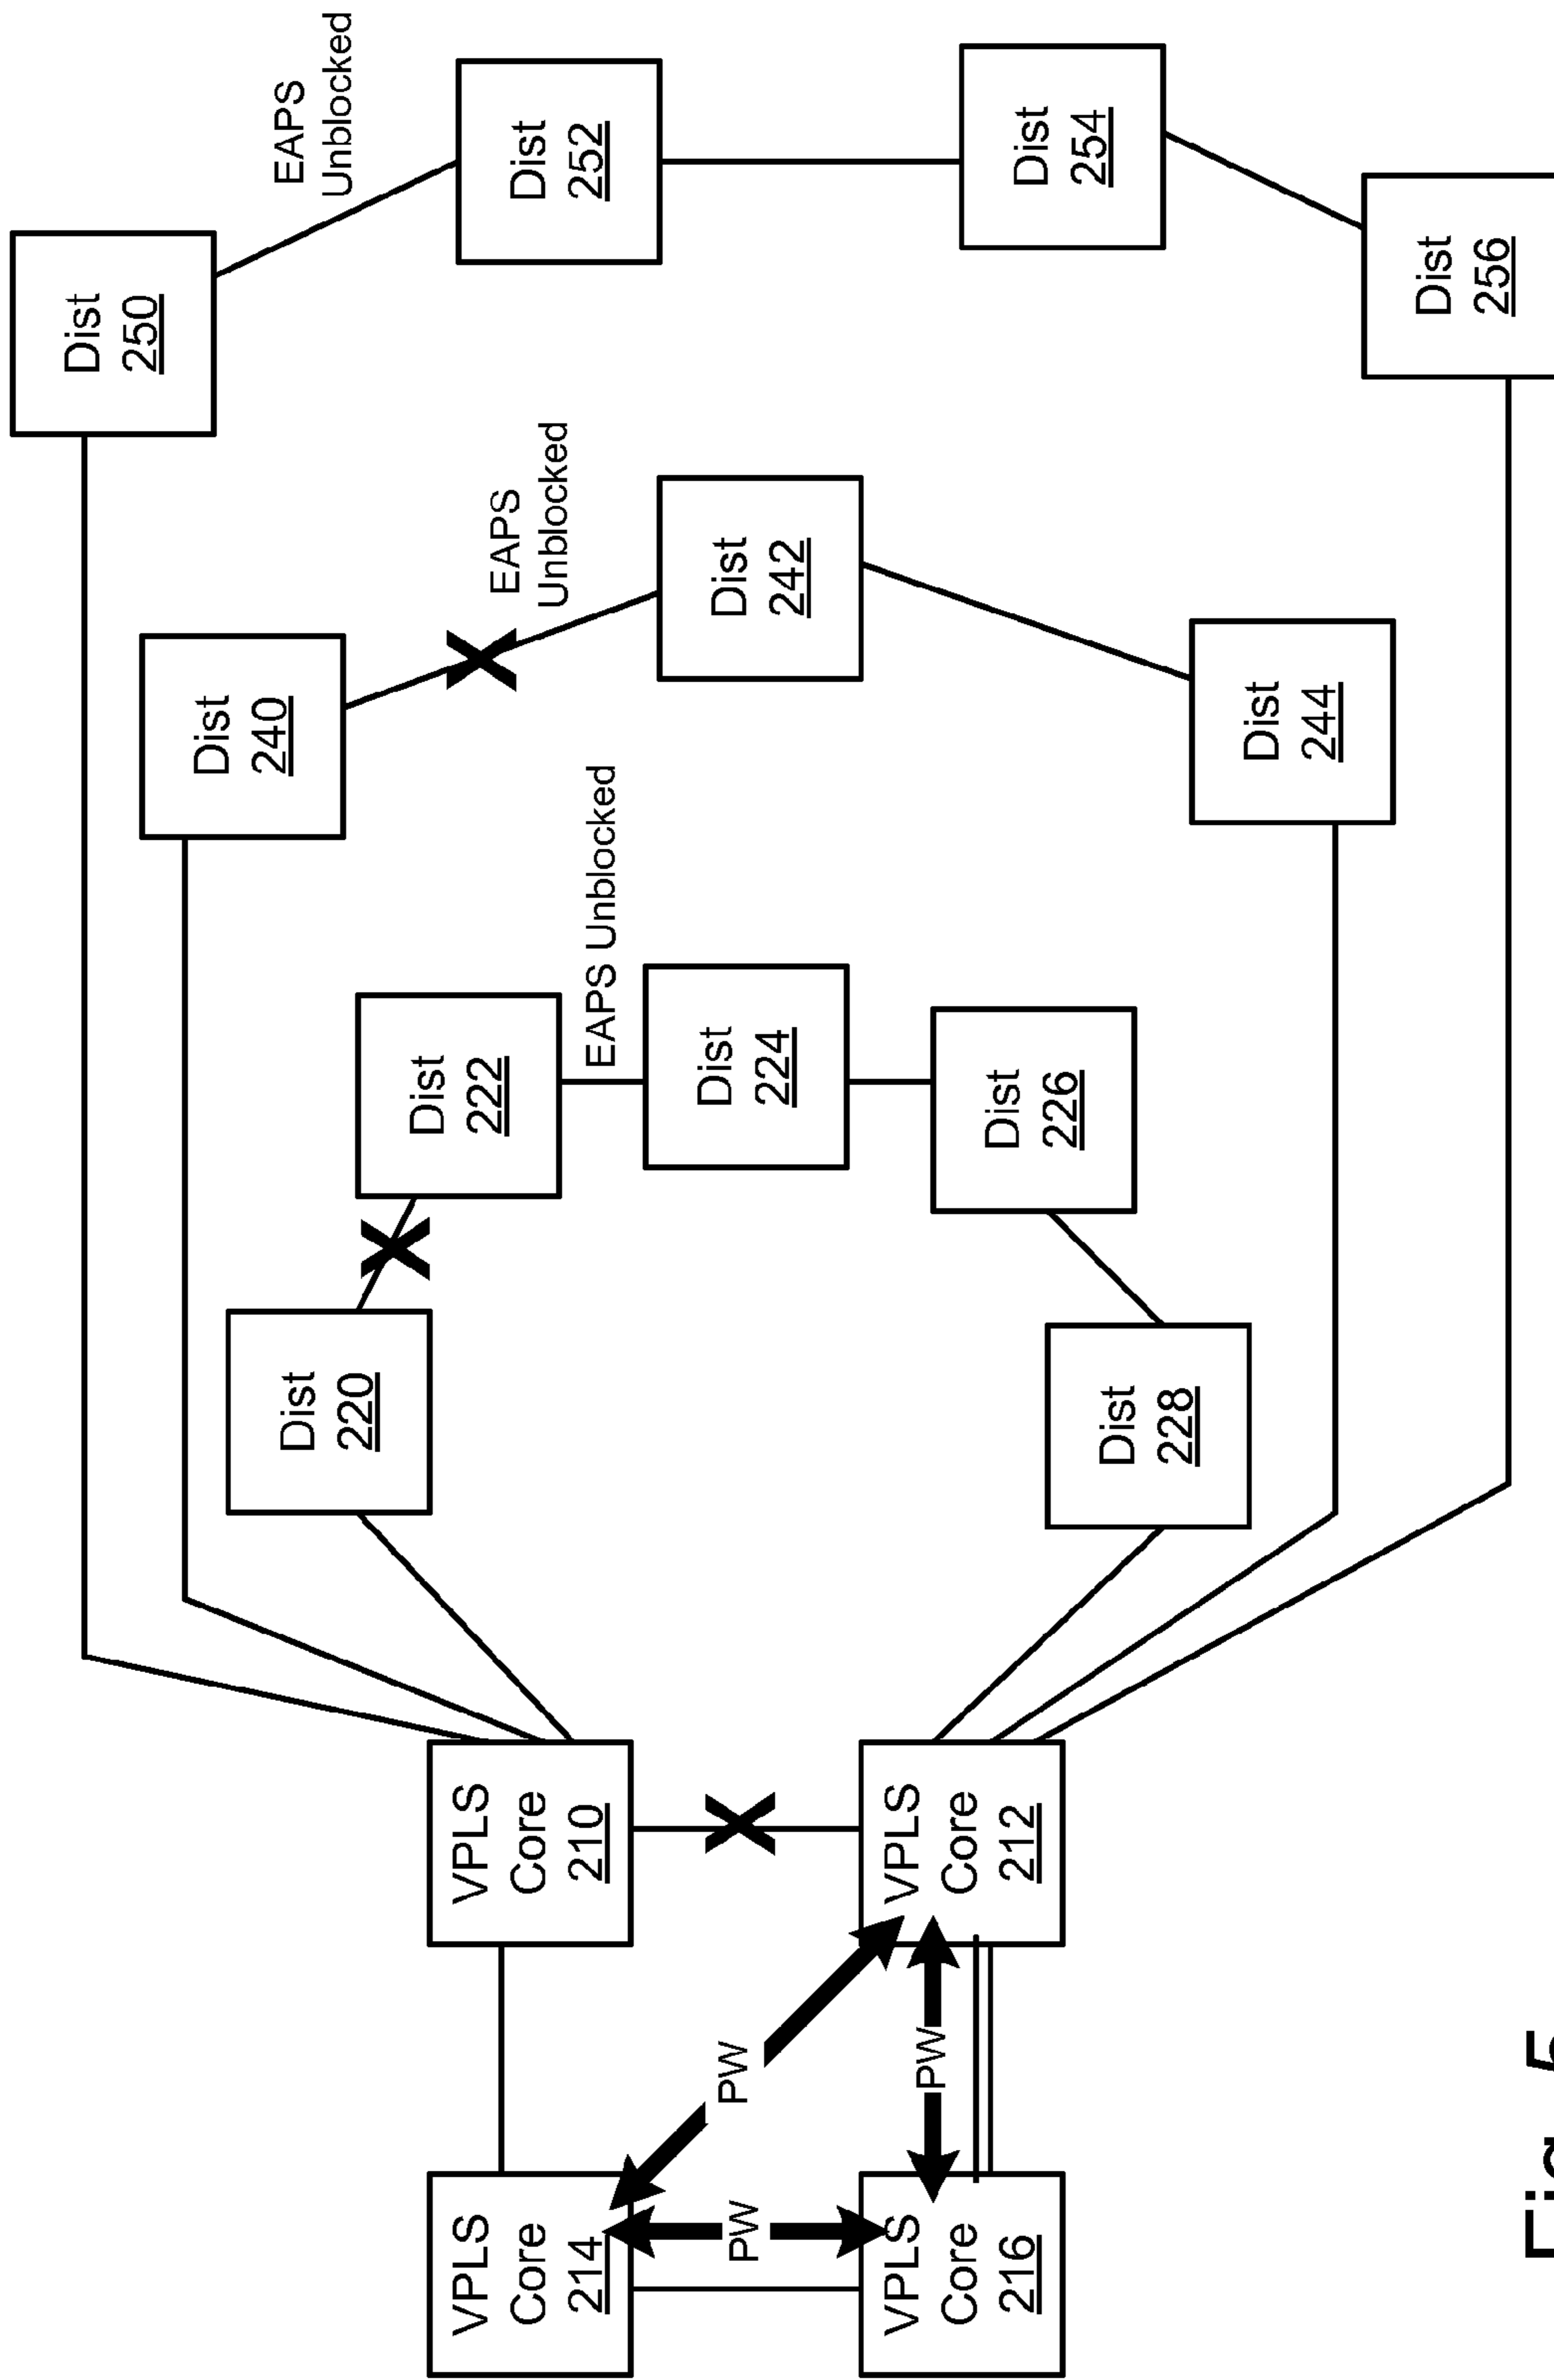 Dist
250
EAPS
Unblocked
Dist
252
Dist
254
Dist
256
Dist
240
EAPS
Unblocked
Dist
242
Dist
244
Dist
222
EAPS Unblocked
Dist
224
Dist
226
Dist
220
Dist
228
VPLS
Core
210
VPLS
Core
212
PW
PW
PW
VPLS
Core
214
VPLS
Core
216